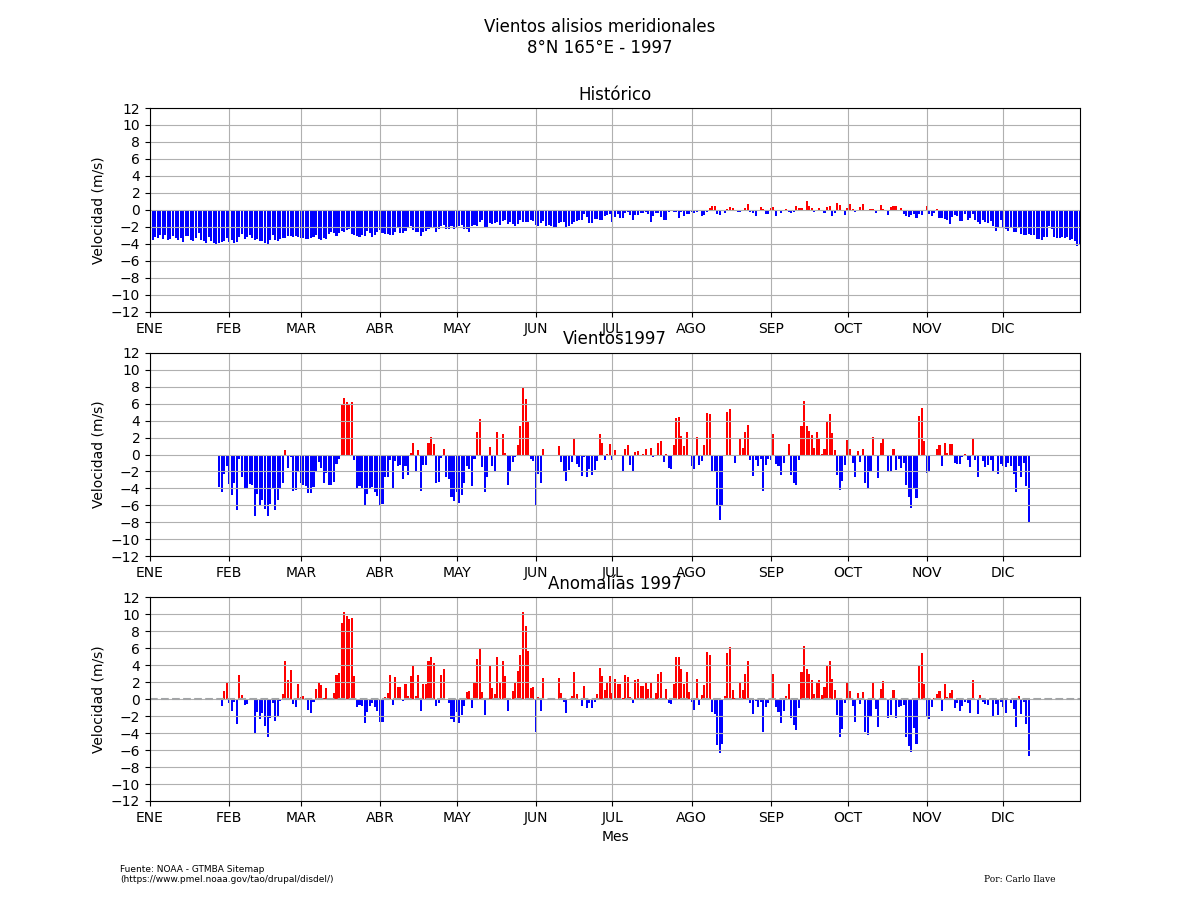 Vientos alisios meridionales
8°N 165°E - 1997
Histórico
12
10
8
6
4
2
0
−2
−4
−6
−8
−10
−12
Velocidad (m/s)
ENE FEB MAR ABR MAY JUN JUL AGO SEP OCT NOV DIC
Vientos1997
12
10
8
6
4
2
0
−2
−4
−6
−8
−10
−12
Velocidad (m/s)
ENE FEB MAR ABR MAY JUN JUL AGO SEP OCT NOV DIC
Anomalías 1997
12
10
8
6
4
2
0
−2
−4
−6
−8
−10
−12
Velocidad (m/s)
ENE FEB MAR ABR MAY JUN JUL AGO SEP OCT NOV DIC
Mes
Fuente: NOAA - GTMBA Sitemap
(https://www.pmel.noaa.gov/tao/drupal/disdel/)
Por: Carlo Ilave